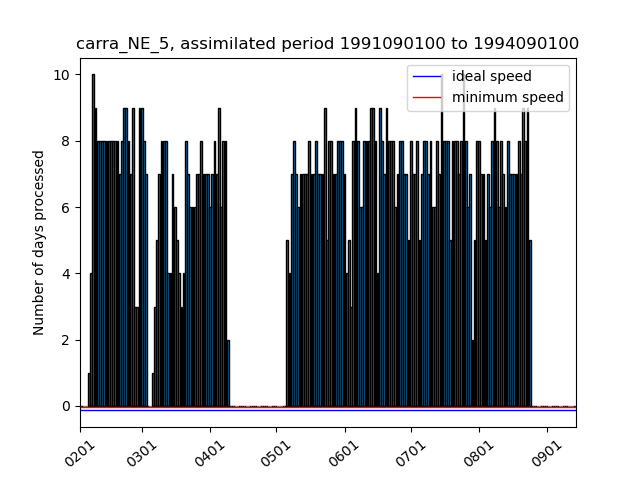 carra_NE_5, assimilated period 1991090100 to 1994090100
ideal speed
minimum speed
Number of days processed
10
8
6
4
2
0
0201 0301 0401 0501 0601 0701 0801 0901